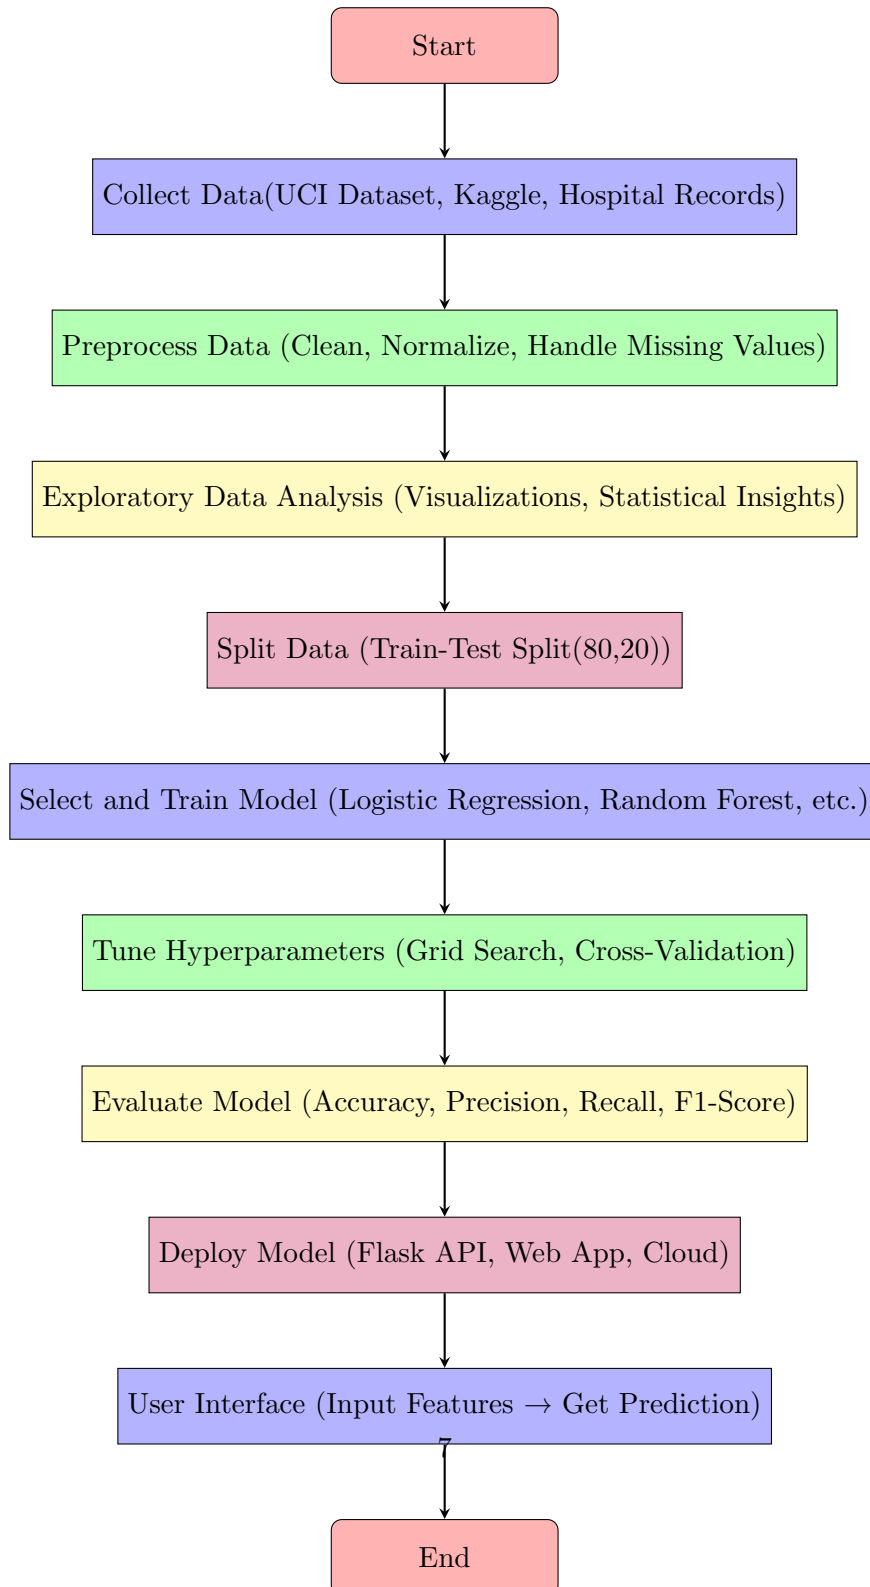 Start
Collect Data(UCI Dataset, Kaggle, Hospital Records)
Preprocess Data (Clean, Normalize, Handle Missing Values)
Exploratory Data Analysis (Visualizations, Statistical Insights)
Split Data (Train-Test Split(80,20))
Select and Train Model (Logistic Regression, Random Forest, etc.)
Tune Hyperparameters (Grid Search, Cross-Validation)
Evaluate Model (Accuracy, Precision, Recall, F1-Score)
Deploy Model (Flask API, Web App, Cloud)
User Interface (Input Features → Get Prediction)
7
End